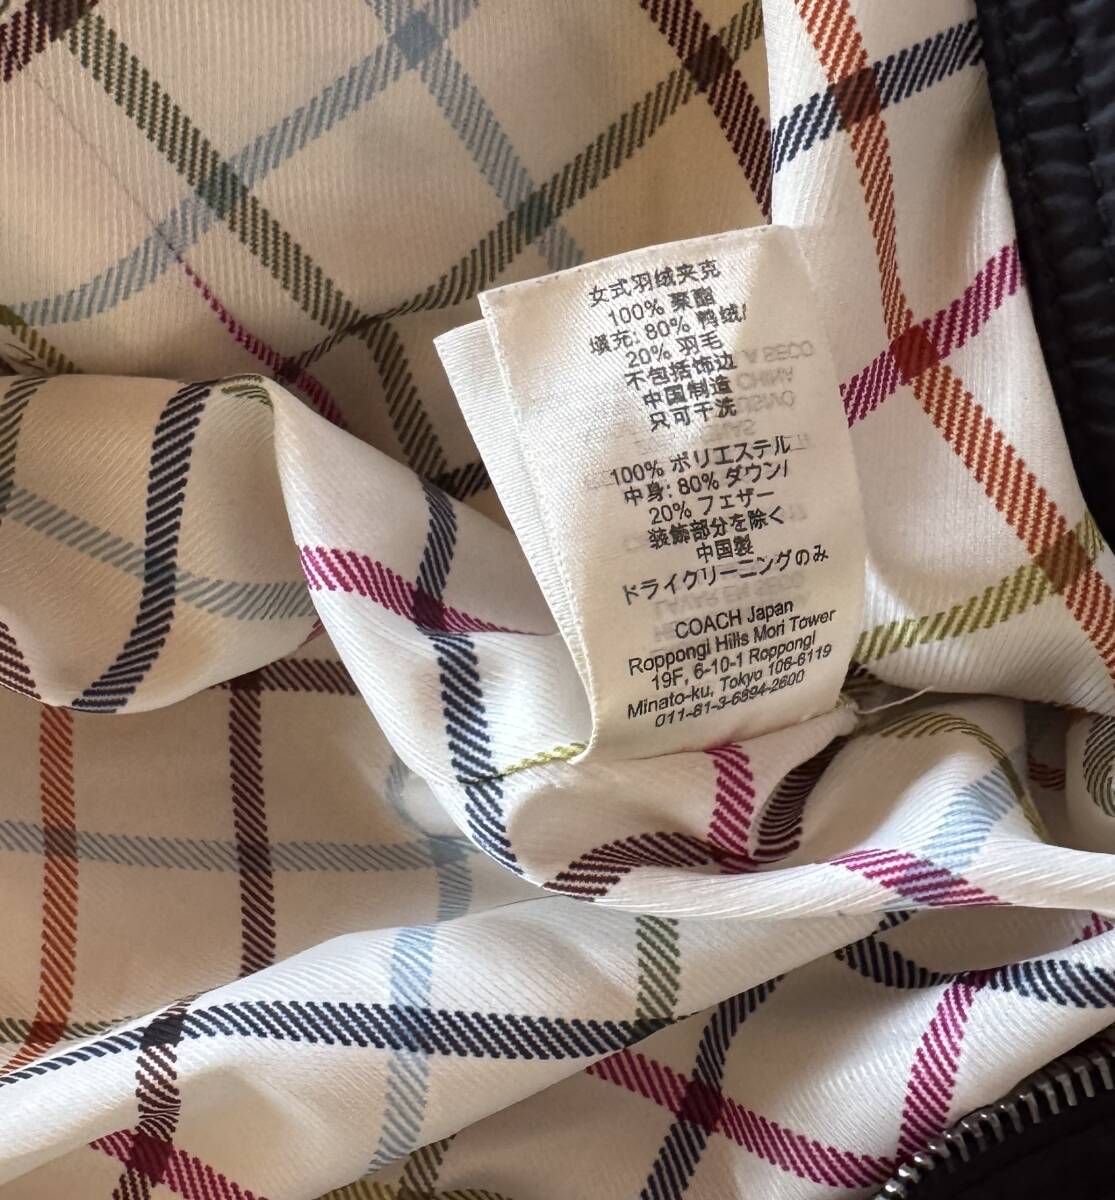 女式羽绒夹克
100% 聚酯
填充: 80% 鸭绒/
20% 羽毛
不包括饰边
中国制造
只可干洗
100% ポリエステル
中身: 80% ダウン/
20% フェザー
装飾部分を除く
中国製
ドライクリーニングのみ
COACH Japan
Roppongi Hills Mori Tower
19F, 6-10-1 Roppongi
Minato-ku, Tokyo 106-6119
011-81-3-6894-2600